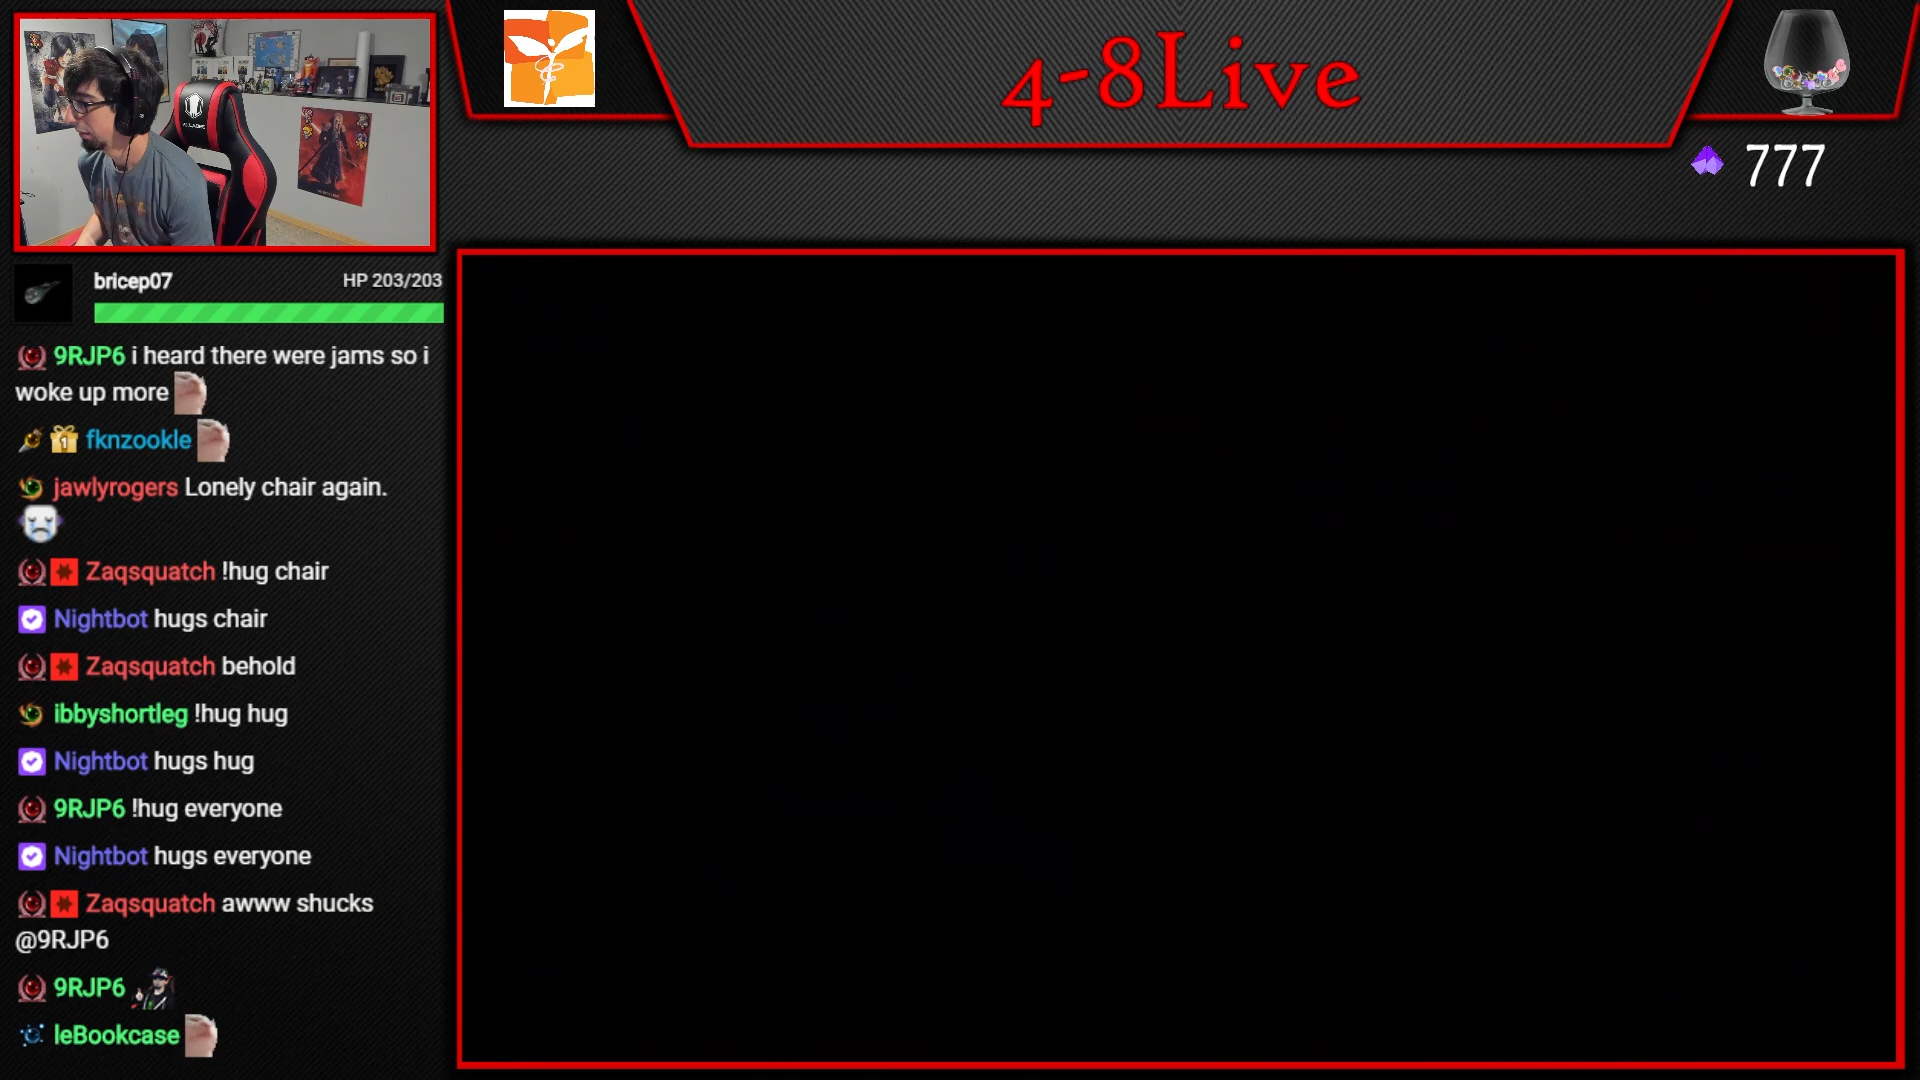 4-8Live
777
bricep07 HP 203/203
9RJP6 i heard there were jams so i
woke up more
1 fknzookle
jawlyrogers Lonely chair again.
Zaqsquatch !hug chair
Nightbot hugs chair
Zaqsquatch behold
ibbyshortleg !hug hug
Nightbot hugs hug
9RJP6 !hug everyone
Nightbot hugs everyone
Zaqsquatch awww shucks
@9RJP6
9RJP6
leBookcase